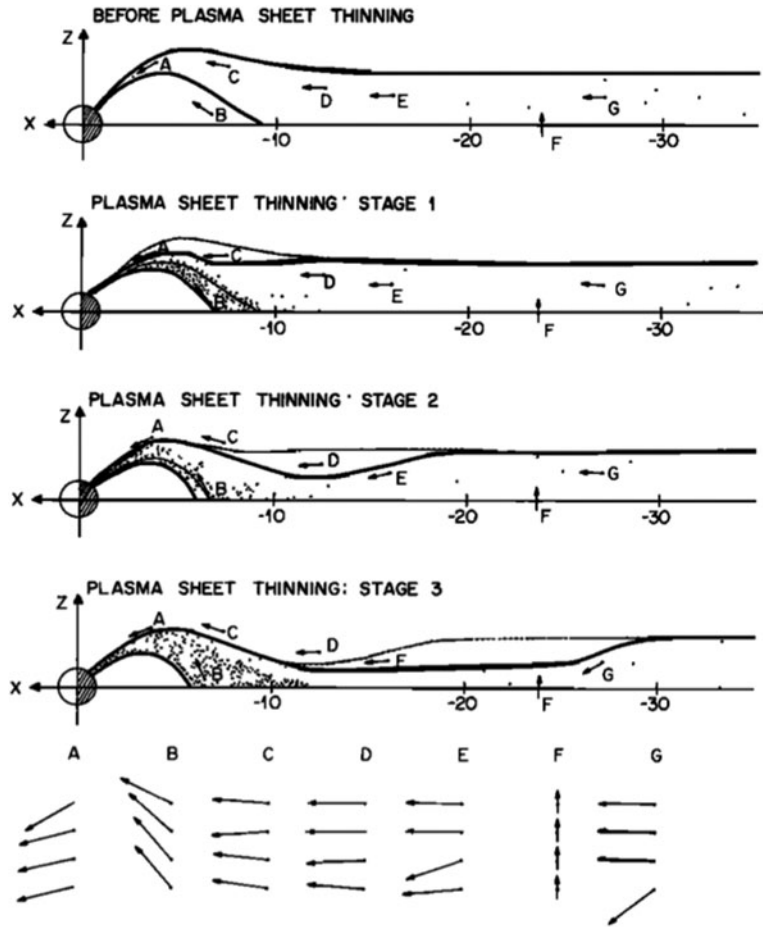 BEFORE PLASMA SHEET THINNING
Z
A
C
D
E
B
G
X
-10
-20
F
-30
PLASMA SHEET THINNING' STAGE 1
Z
A
C
D
E
G
B
X
-10
-20
F
-30
PLASMA SHEET THINNING' STAGE 2
Z
A
C
D
E
G
B
X
-10
-20
F
-30
PLASMA SHEET THINNING: STAGE 3
Z
A
C
D
B
G
X
-10
-20
F
-30
A B C D E F G